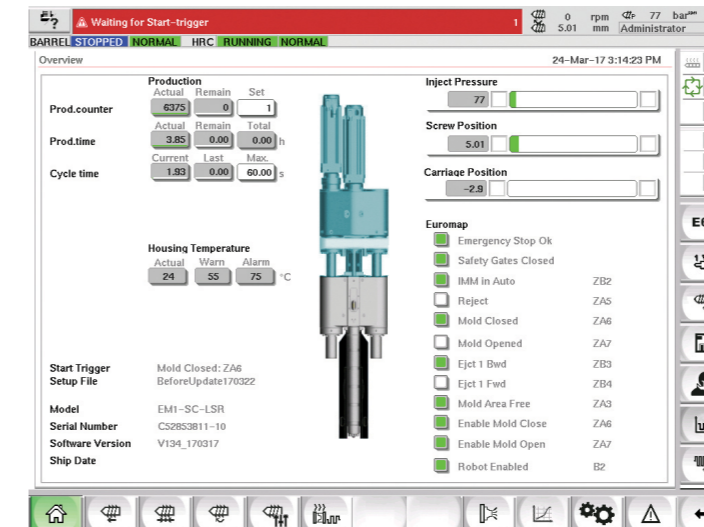 Waiting for Start-trigger 1 0 rpm 77 bar
5.01 mm Administrator
BARREL STOPPED NORMAL HRC RUNNING NORMAL
Overview 24-Mar-17 3:14:23 PM
Production
Actual Remain Set
Prod.counter 6375 0 1
Actual Remain Total
Prod.time 3.85 0.00 0.00 h
Current Last Max.
Cycle time 1.93 0.00 60.00 s
Housing Temperature
Actual Warn Alarm
24 55 75 °C
Start Trigger Mold Closed: ZA6
Setup File BeforeUpdate170322
Model EM1-SC-LSR
Serial Number CS2853811-10
Software Version V134_170317
Ship Date
Inject Pressure
77
Screw Position
5.01
Carriage Position
-2.9
Euromap
Emergency Stop Ok
Safety Gates Closed
IMM in Auto ZB2
Reject ZA5
Mold Closed ZA6
Mold Opened ZA7
Ejct 1 Bwd ZB3
Ejct 1 Fwd ZB4
Mold Area Free ZA3
Enable Mold Close ZA6
Enable Mold Open ZA7
Robot Enabled B2